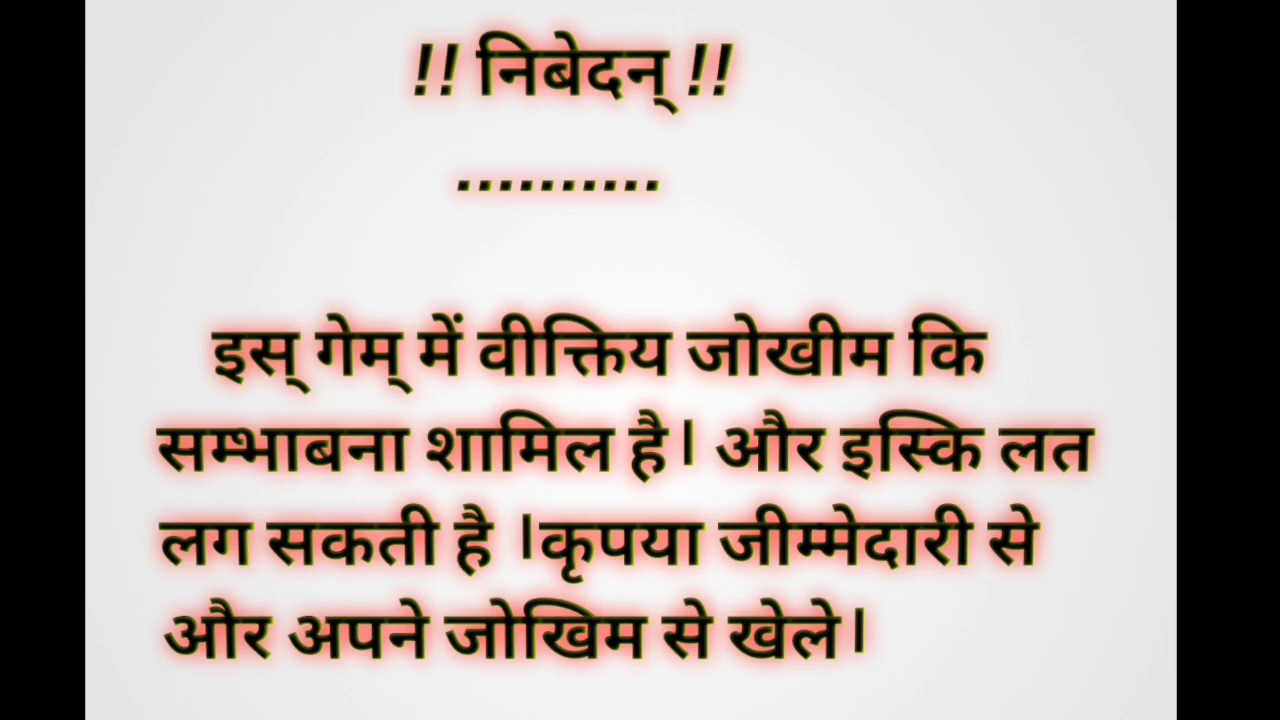 !! निबेदन् !!
..........
इस् गेम् में वीक्तिय जोखीम कि
सम्भाबना शामिल है। और इस्कि लत
लग सकती है ।कृपया जीम्मेदारी से
और अपने जोखिम से खेले।